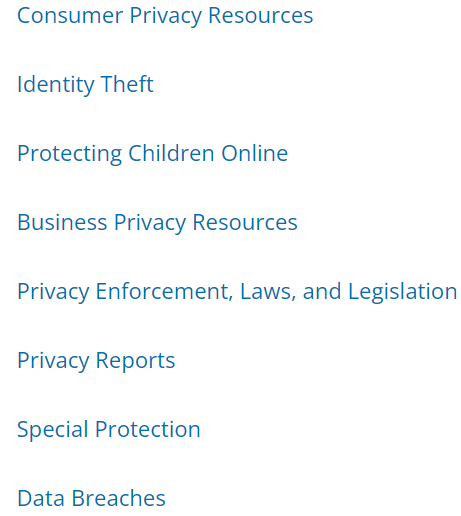 Consumer Privacy Resources
Identity Theft
Protecting Children Online
Business Privacy Resources
Privacy Enforcement, Laws, and Legislation
Privacy Reports
Special Protection
Data Breaches